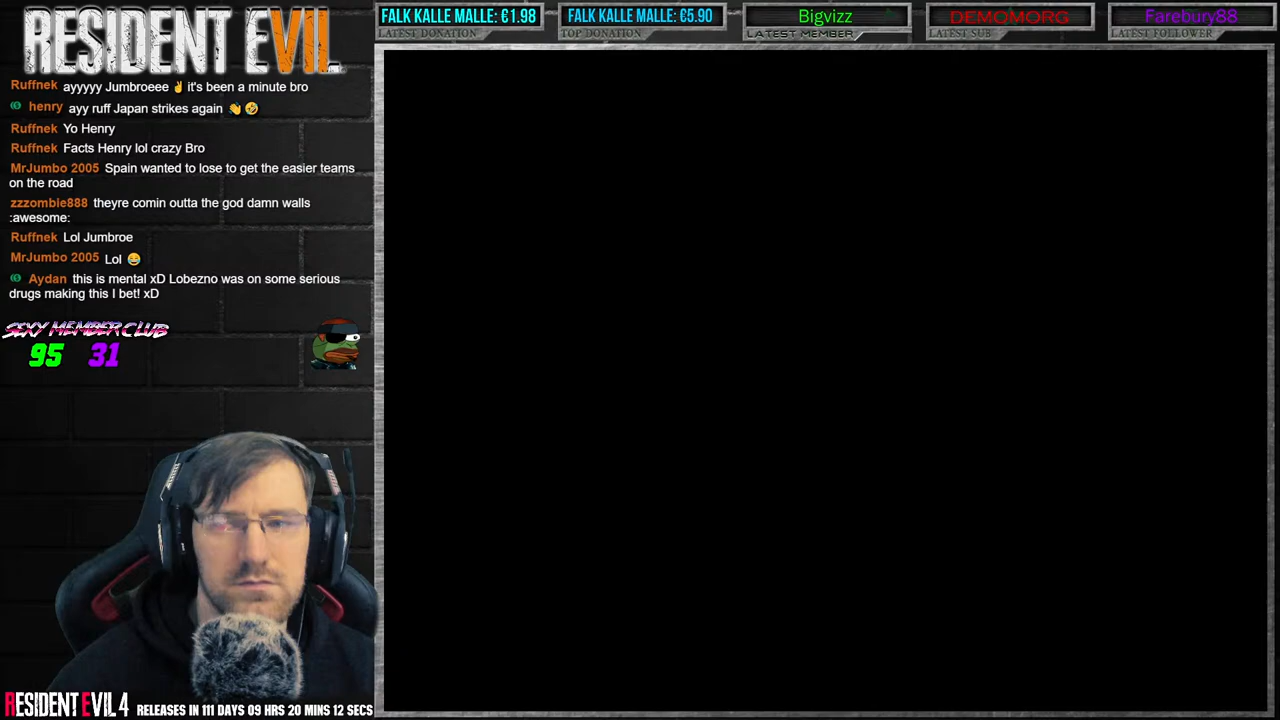 RESIDENT EVIL
FALK KALLE MALLE: €1.98
LATEST DONATION
FALK KALLE MALLE: €5.90
TOP DONATION
Bigvizz
LATEST MEMBER
DEMOMORG
LATEST SUB
Farebury88
LATEST FOLLOWER
Ruffnek ayyyyy Jumbroeee ✌️ it's been a minute bro
henry ayy ruff Japan strikes again 👏 🤣
Ruffnek Yo Henry
Ruffnek Facts Henry lol crazy Bro
MrJumbo 2005 Spain wanted to lose to get the easier teams
on the road
zzzombie888 theyre comin outta the god damn walls
:awesome:
Ruffnek Lol Jumbroe
MrJumbo 2005 Lol 😂
Aydan this is mental xD Lobezno was on some serious
drugs making this I bet! xD
SEXY MEMBER CLUB
95 31
RESIDENT EVIL 4 RELEASES IN 111 DAYS 09 HRS 20 MINS 12 SECS